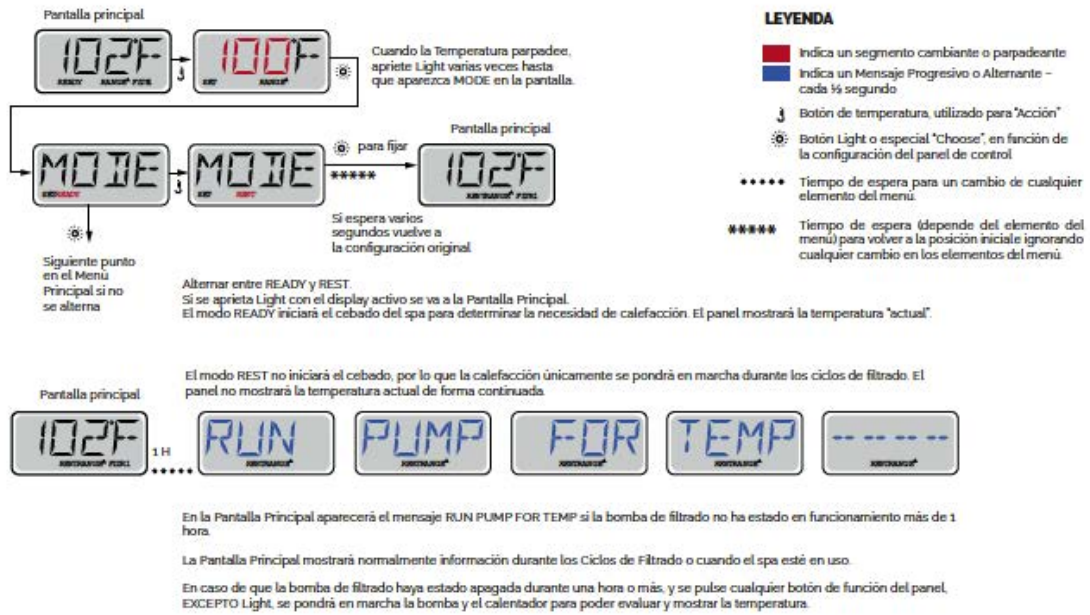 Pantalla principal
102°F
READY RANGE FLTR1
100°F
SET RANGE
Cuando la Temperatura parpadee,
apriete Light varias veces hasta
que aparezca MODE en la pantalla.
LEYENDA
Indica un segmento cambiante o parpadeante
Indica un Mensaje Progresivo o Alternante –
cada ½ segundo
Botón de temperatura, utilizado para "Acción"
Botón Light o especial "Choose", en función de
la configuración del panel de control
Tiempo de espera para un cambio de cualquier
elemento del menú.
***** Tiempo de espera (depende del elemento del
menú) para volver a la posición iniciale ignorando
cualquier cambio en los elementos del menú.
MODE
SET READY
MODE
SET REST
para fijar
*****
Pantalla principal
102°F
Si espera varios
segundos vuelve a
la configuración original
Siguiente punto
en el Menú
Principal si no
se alterna
Alternar entre READY y REST.
Si se aprieta Light con el display activo se va a la Pantalla Principal.
El modo READY iniciará el cebado del spa para determinar la necesidad de calefacción. El panel mostrará la temperatura "actual".
El modo REST no iniciará el cebado, por lo que la calefacción únicamente se pondrá en marcha durante los ciclos de filtrado. El
panel no mostrará la temperatura actual de forma continuada.
Pantalla principal
102°F
1 H
RUN
PUMP
FOR
TEMP
-- -- -- --
En la Pantalla Principal aparecerá el mensaje RUN PUMP FOR TEMP si la bomba de filtrado no ha estado en funcionamiento más de 1
hora.
La Pantalla Principal mostrará normalmente información durante los Ciclos de Filtrado o cuando el spa esté en uso.
En caso de que la bomba de filtrado haya estado apagada durante una hora o más, y se pulse cualquier botón de función del panel,
EXCEPTO Light, se pondrá en marcha la bomba y el calentador para poder evaluar y mostrar la temperatura.